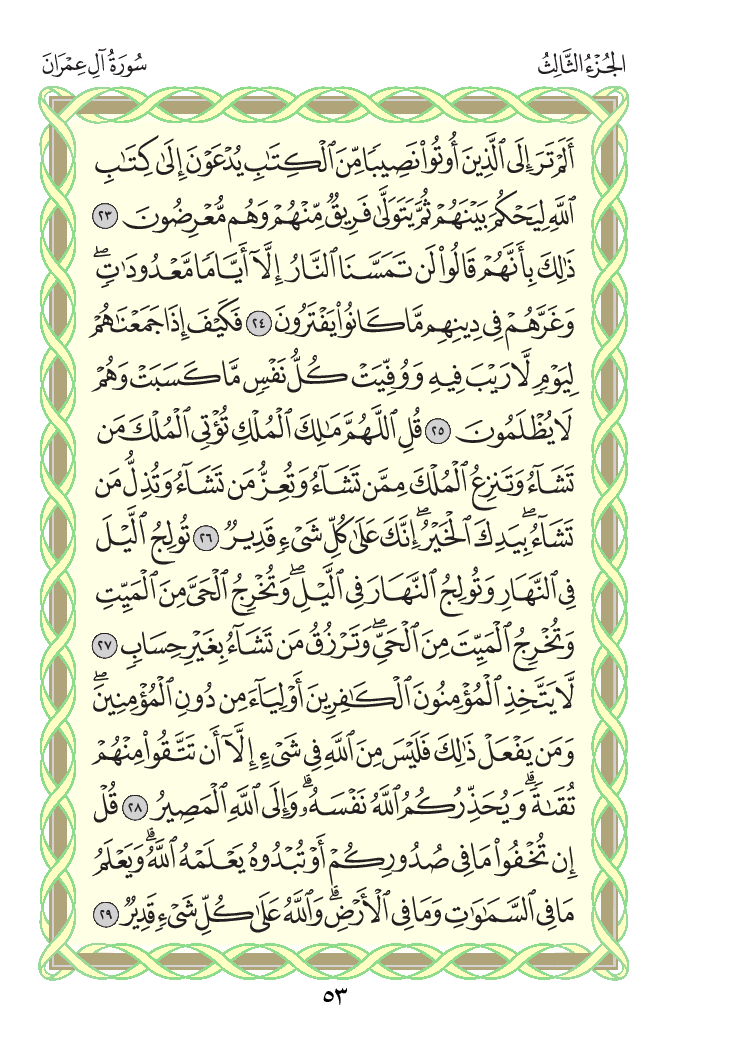 الجُزْءُ الثَّالِثُ
سُورَةُ آلِ عِمْرَانَ
أَلَمْ تَرَ إِلَى ٱلَّذِينَ أُوتُوا۟ نَصِيبًا مِّنَ ٱلْكِتَٰبِ يُدْعَوْنَ إِلَىٰ كِتَٰبِ
ٱللَّهِ لِيَحْكُمَ بَيْنَهُمْ ثُمَّ يَتَوَلَّىٰ فَرِيقٌ مِّنْهُمْ وَهُم مُّعْرِضُونَ ٢٣
ذَٰلِكَ بِأَنَّهُمْ قَالُوا۟ لَن تَمَسَّنَا ٱلنَّارُ إِلَّآ أَيَّامًا مَّعْدُودَٰتٍ ۖ
وَغَرَّهُمْ فِى دِينِهِم مَّا كَانُوا۟ يَفْتَرُونَ ٢٤ فَكَيْفَ إِذَا جَمَعْنَٰهُمْ
لِيَوْمٍ لَّا رَيْبَ فِيهِ وَوُفِّيَتْ كُلُّ نَفْسٍ مَّا كَسَبَتْ وَهُمْ
لَا يُظْلَمُونَ ٢٥ قُلِ ٱللَّهُمَّ مَٰلِكَ ٱلْمُلْكِ تُؤْتِى ٱلْمُلْكَ مَن
تَشَآءُ وَتَنزِعُ ٱلْمُلْكَ مِمَّن تَشَآءُ وَتُعِزُّ مَن تَشَآءُ وَتُذِلُّ مَن
تَشَآءُ ۖ بِيَدِكَ ٱلْخَيْرُ ۖ إِنَّكَ عَلَىٰ كُلِّ شَىْءٍ قَدِيرٌ ٢٦ تُولِجُ ٱلَّيْلَ
فِى ٱلنَّهَارِ وَتُولِجُ ٱلنَّهَارَ فِى ٱلَّيْلِ ۖ وَتُخْرِجُ ٱلْحَىَّ مِنَ ٱلْمَيِّتِ
وَتُخْرِجُ ٱلْمَيِّتَ مِنَ ٱلْحَىِّ ۖ وَتَرْزُقُ مَن تَشَآءُ بِغَيْرِ حِسَابٍ ٢٧
لَّا يَتَّخِذِ ٱلْمُؤْمِنُونَ ٱلْكَٰفِرِينَ أَوْلِيَآءَ مِن دُونِ ٱلْمُؤْمِنِينَ ۖ
وَمَن يَفْعَلْ ذَٰلِكَ فَلَيْسَ مِنَ ٱللَّهِ فِى شَىْءٍ إِلَّآ أَن تَتَّقُوا۟ مِنْهُمْ
تُقَىٰةً ۗ وَيُحَذِّرُكُمُ ٱللَّهُ نَفْسَهُۥ ۗ وَإِلَى ٱللَّهِ ٱلْمَصِيرُ ٢٨ قُلْ
إِن تُخْفُوا۟ مَا فِى صُدُورِكُمْ أَوْ تُبْدُوهُ يَعْلَمْهُ ٱللَّهُ ۗ وَيَعْلَمُ
مَا فِى ٱلسَّمَٰوَٰتِ وَمَا فِى ٱلْأَرْضِ ۗ وَٱللَّهُ عَلَىٰ كُلِّ شَىْءٍ قَدِيرٌ ٢٩
٥٣